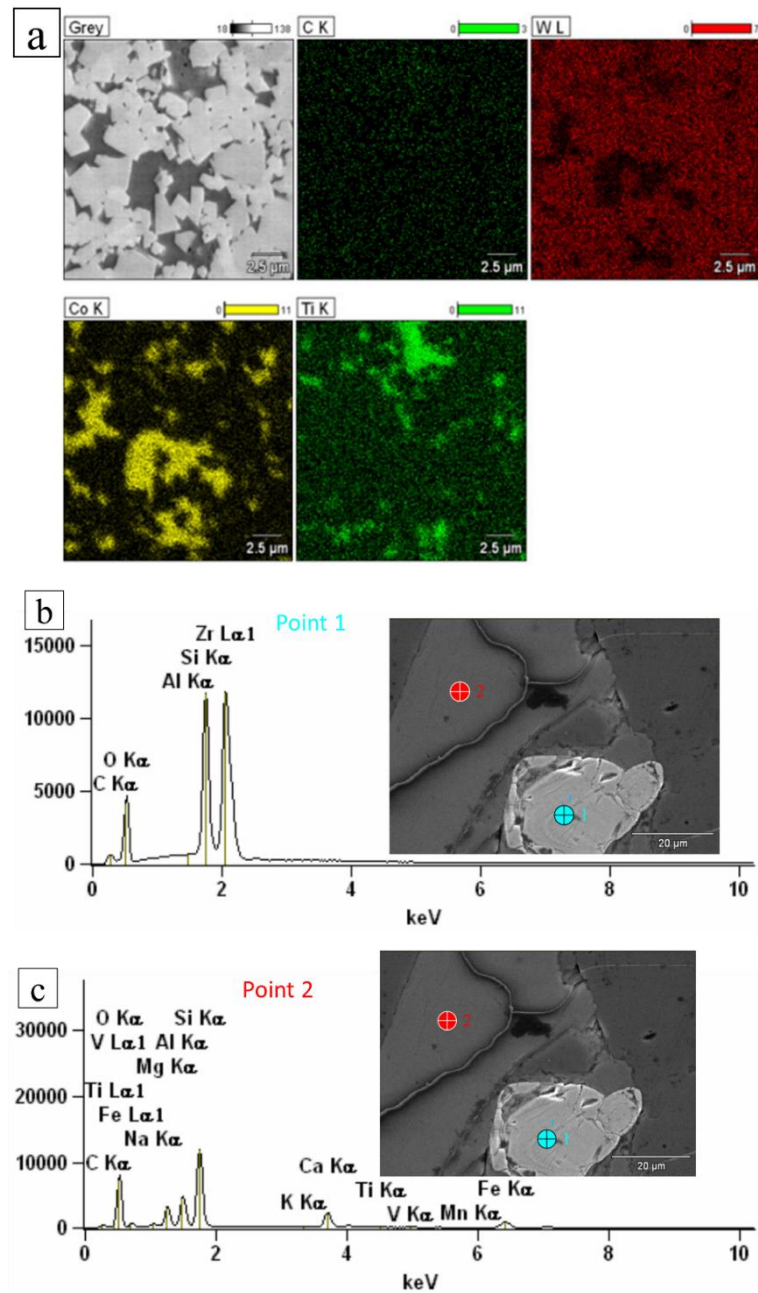 a
Grey 18 138
C K 0 3
W L 0 7
2.5 µm
2.5 µm
2.5 µm
Co K 0 11
Ti K 0 11
2.5 µm
2.5 µm
b
Point 1
15000
10000
5000
0
Zr Lα1
Si Kα
Al Kα
O Kα
C Kα
0 2 4 6 8 10
keV
2
1
20 µm
c
Point 2
30000
20000
10000
0
O Kα Si Kα
V Lα1 Al Kα
Mg Kα
Ti Lα1
Fe Lα1
Na Kα
C Kα
Ca Kα
K Kα
Ti Kα
V Kα
Fe Kα
Mn Kα
0 2 4 6 8 10
keV
2
1
20 µm